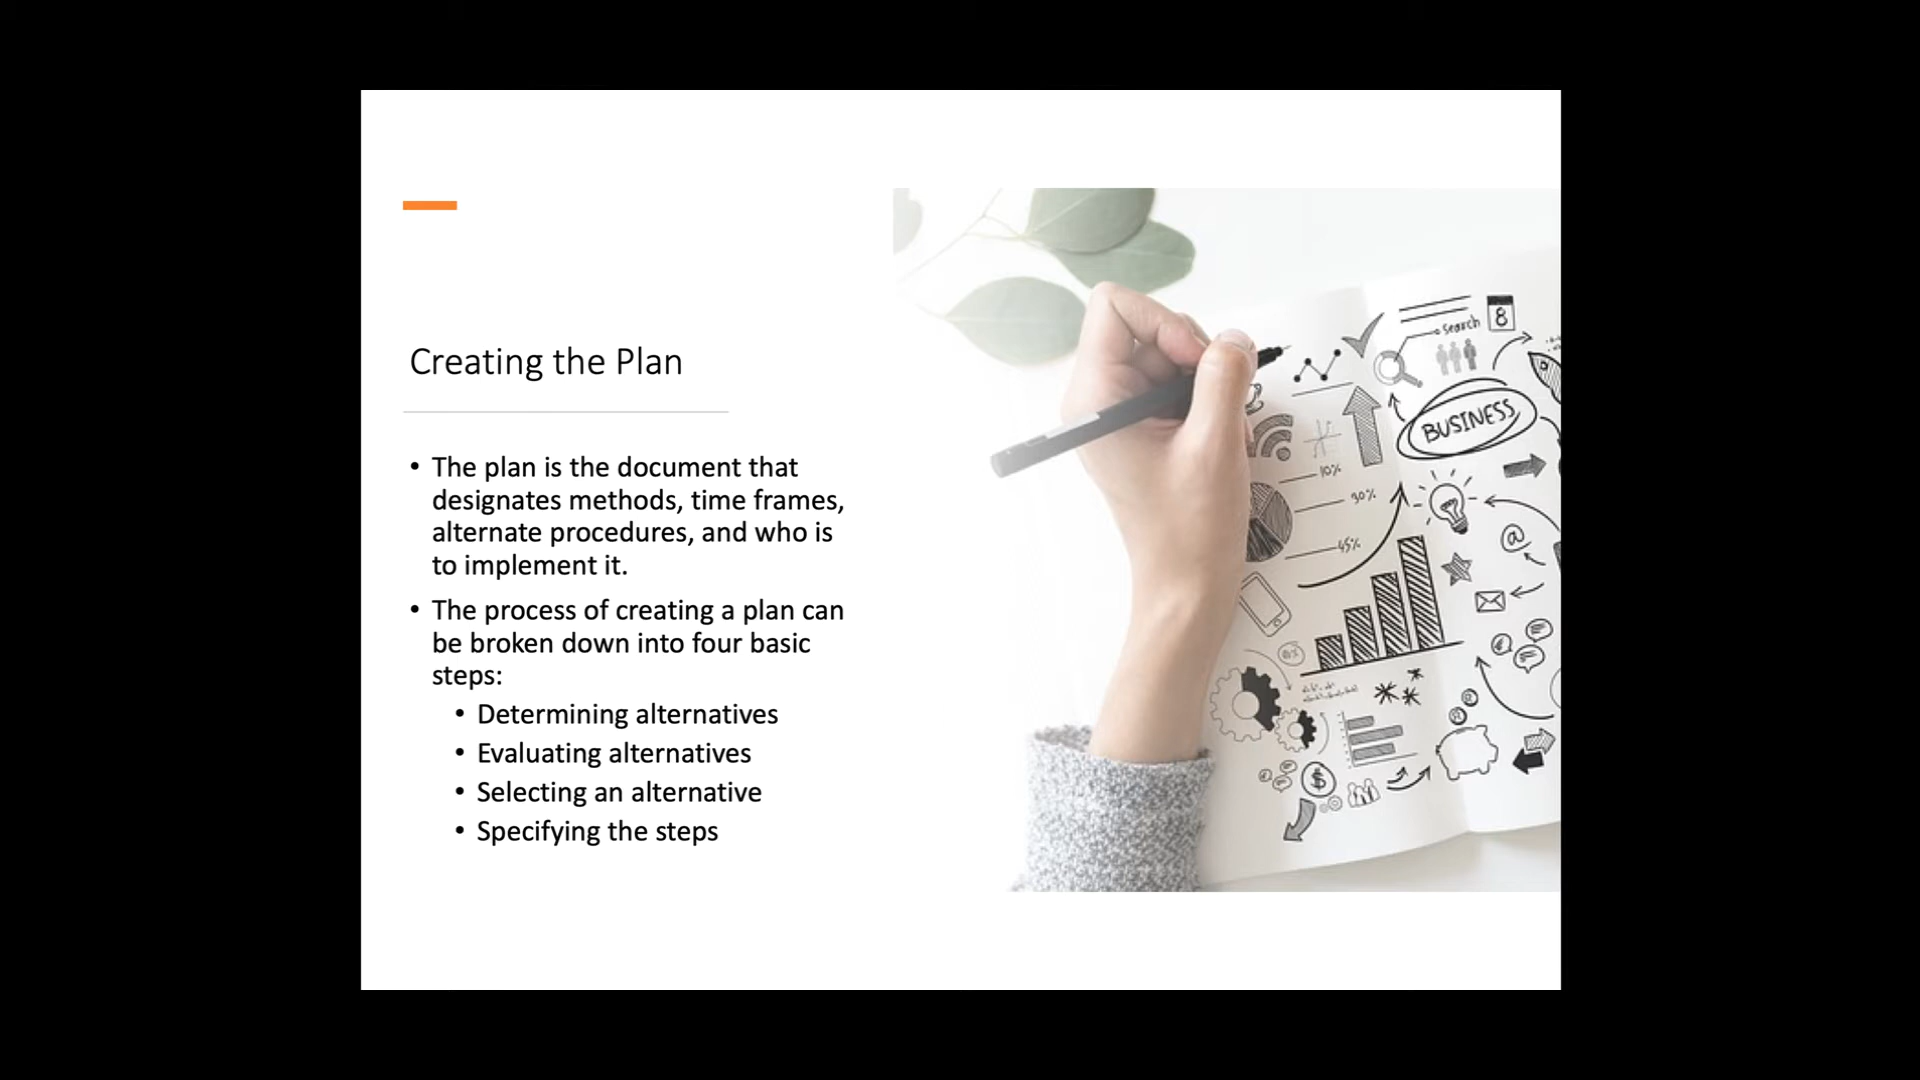 Creating the Plan
• The plan is the document that
designates methods, time frames,
alternate procedures, and who is
to implement it.
• The process of creating a plan can
be broken down into four basic
steps:
• Determining alternatives
• Evaluating alternatives
• Selecting an alternative
• Specifying the steps
search
8
BUSINESS
10%
30%
45%
@
$